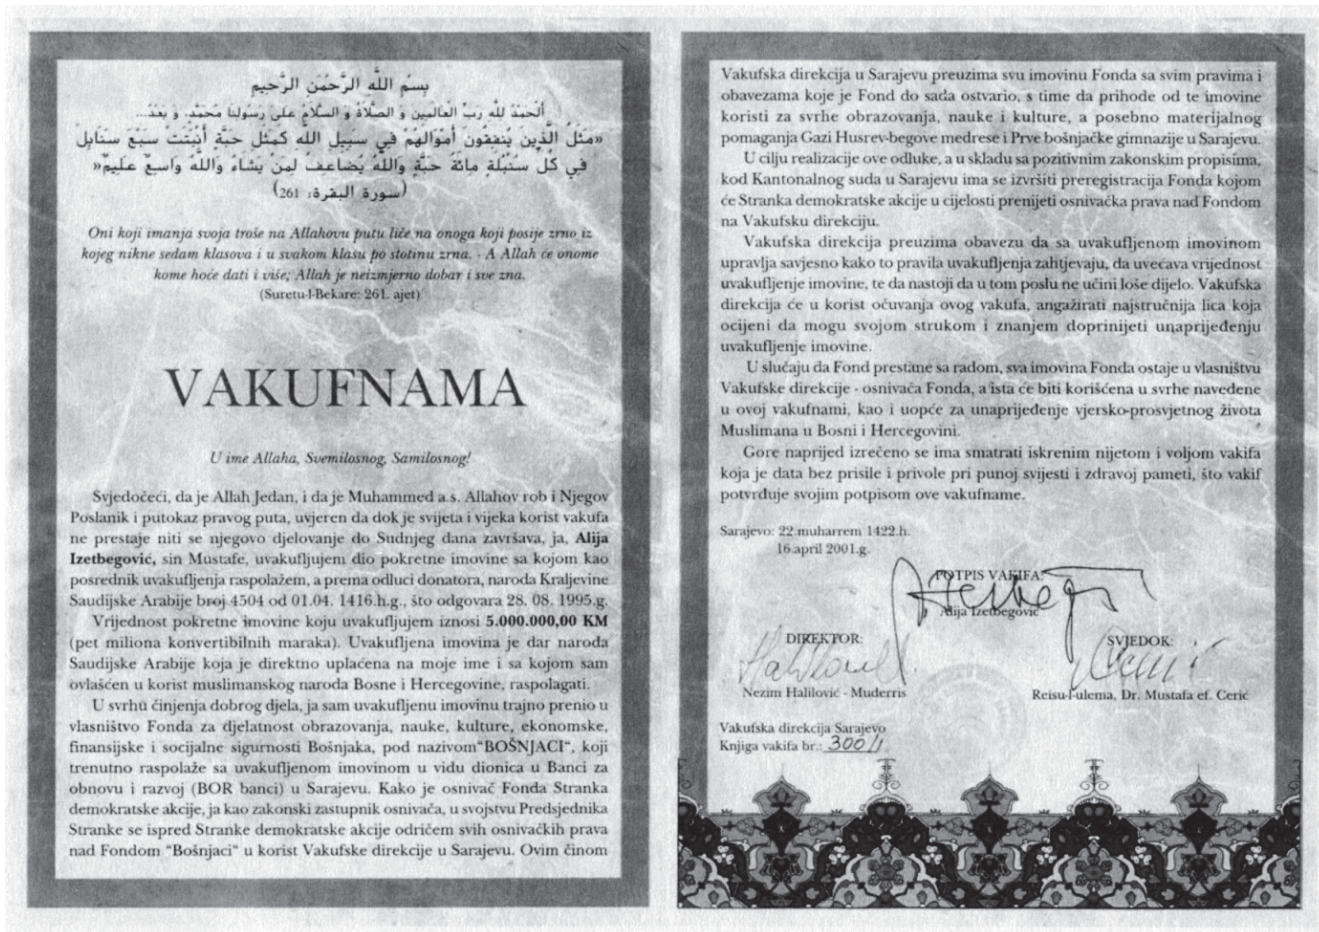 بِسْمِ اللَّهِ الرَّحْمَنِ الرَّحِيمِ
أَلْحَمْدُ لِلَّهِ رَبِّ الْعَالَمِينَ وَ الصَّلَاةُ وَ السَّلَامُ عَلَى رَسُولِنَا مُحَمَّدٍ، وَ بَعْدُ...
«مَثَلُ الَّذِينَ يُنفِقُونَ أَمْوَالَهُمْ فِي سَبِيلِ اللَّهِ كَمَثَلِ حَبَّةٍ أَنْبَتَتْ سَبْعَ سَنَابِلَ
فِي كُلِّ سُنْبُلَةٍ مِائَةُ حَبَّةٍ وَاللَّهُ يُضَاعِفُ لِمَنْ يَشَاءُ وَاللَّهُ وَاسِعٌ عَلِيمٌ»
(سورة البقرة: 261)
Oni koji imanja svoja troše na Allahovu putu liče na onoga koji posije zrno iz
kojeg nikne sedam klasova i u svakom klasu po stotinu zrna. - A Allah će onome
kome hoće dati i više; Allah je neizmjerno dobar i sve zna.
(Suretu-l-Bekare: 261. ajet)
VAKUFNAMA
U ime Allaha, Svemilosnog, Samilosnog!
Svjedočeći, da je Allah Jedan, i da je Muhammed a.s. Allahov rob i Njegov
Poslanik i putokaz pravog puta, uvjeren da dok je svijeta i vijeka korist vakufa
ne prestaje niti se njegovo djelovanje do Sudnjeg dana završava, ja, Alija
Izetbegović, sin Mustafe, uvakufljujem dio pokretne imovine sa kojom kao
posrednik uvakufljenja raspolažem, a prema odluci donatora, naroda Kraljevine
Saudijske Arabije broj 4504 od 01.04. 1416.h.g., što odgovara 28. 08. 1995.g.
Vrijednost pokretne imovine koju uvakufljujem iznosi 5.000.000,00 KM
(pet miliona konvertibilnih maraka). Uvakufljena imovina je dar naroda
Saudijske Arabije koja je direktno uplaćena na moje ime i sa kojom sam
ovlašćen u korist muslimanskog naroda Bosne i Hercegovine, raspolagati.
U svrhu činjenja dobrog djela, ja sam uvakufljenu imovinu trajno prenio u
vlasništvo Fonda za djelatnost obrazovanja, nauke, kulture, ekonomske,
finansijske i socijalne sigurnosti Bošnjaka, pod nazivom"BOŠNJACI", koji
trenutno raspolaže sa uvakufljenom imovinom u vidu dionica u Banci za
obnovu i razvoj (BOR banci) u Sarajevu. Kako je osnivač Fonda Stranka
demokratske akcije, ja kao zakonski zastupnik osnivača, u svojstvu Predsjednika
Stranke se ispred Stranke demokratske akcije odričem svih osnivačkih prava
nad Fondom "Bošnjaci" u korist Vakufske direkcije u Sarajevu. Ovim činom
Vakufska direkcija u Sarajevu preuzima svu imovinu Fonda sa svim pravima i
obavezama koje je Fond do sada ostvario, s time da prihode od te imovine
koristi za svrhe obrazovanja, nauke i kulture, a posebno materijalnog
pomaganja Gazi Husrev-begove medrese i Prve bošnjačke gimnazije u Sarajevu.
U cilju realizacije ove odluke, a u skladu sa pozitivnim zakonskim propisima,
kod Kantonalnog suda u Sarajevu ima se izvršiti preregistracija Fonda kojom
će Stranka demokratske akcije u cijelosti prenijeti osnivačka prava nad Fondom
na Vakufsku direkciju.
Vakufska direkcija preuzima obavezu da sa uvakufljenom imovinom
upravlja savjesno kako to pravila uvakufljenja zahtjevaju, da uvećava vrijednost
uvakufljenje imovine, te da nastoji da u tom poslu ne učini loše dijelo. Vakufska
direkcija će u korist očuvanja ovog vakufa, angažirati najstručnija lica koja
ocijeni da mogu svojom strukom i znanjem doprinijeti unaprijeđenju
uvakufljenje imovine.
U slučaju da Fond prestane sa radom, sva imovina Fonda ostaje u vlasništvu
Vakufske direkcije - osnivača Fonda, a ista će biti korišćena u svrhe navedene
u ovoj vakufnami, kao i uopće za unaprijeđenje vjersko-prosvjetnog života
Muslimana u Bosni i Hercegovini.
Gore naprijed izrečeno se ima smatrati iskrenim nijetom i voljom vakifa
koja je data bez prisile i privole pri punoj svijesti i zdravoj pameti, što vakif
potvrđuje svojim potpisom ove vakufname.
Sarajevo: 22 muharrem 1422.h.
16 april 2001.g.
POTPIS VAKIFA:
Alija Izetbegović
DIREKTOR:
SVJEDOK:
Nezim Halilović - Muderris
Reisu-l-ulema, Dr. Mustafa ef. Cerić
Vakufska direkcija Sarajevo
Knjiga vakifa br.: 300/1